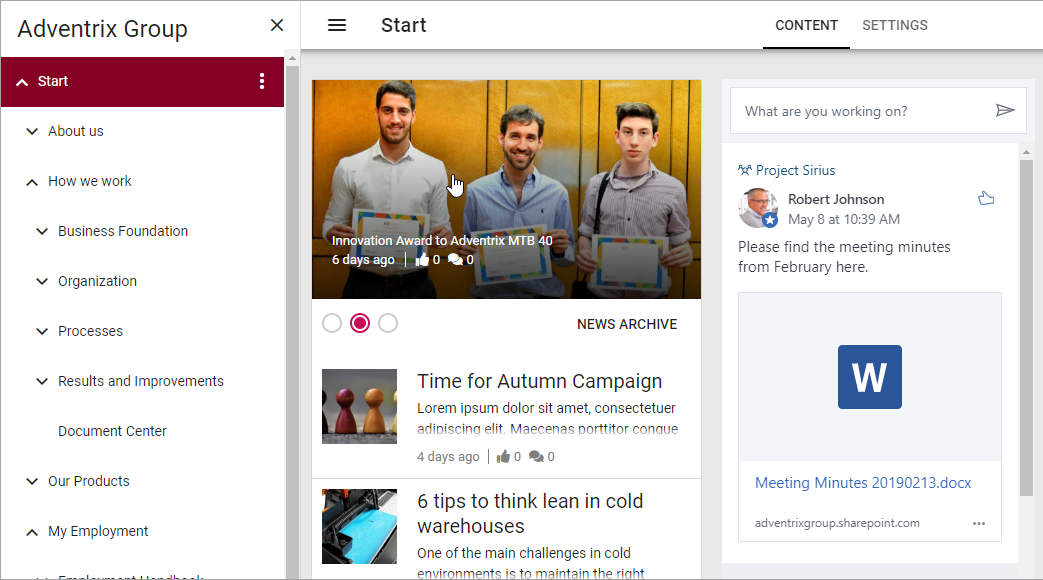 Adventrix Group
Start
About us
How we work
Business Foundation
Organization
Processes
Results and Improvements
Document Center
Our Products
My Employment
Employment Handbook
Start
CONTENT
SETTINGS
Innovation Award to Adventrix MTB 40
6 days ago 0 0
NEWS ARCHIVE
Time for Autumn Campaign
Lorem ipsum dolor sit amet, consectetuer
adipiscing elit. Maecenas porttitor congue
4 days ago 0 0
6 tips to think lean in cold
warehouses
One of the main challenges in cold
environments is to maintain the right
What are you working on?
Project Sirius
Robert Johnson
May 8 at 10:39 AM
Please find the meeting minutes
from February here.
W
Meeting Minutes 20190213.docx
adventrixgroup.sharepoint.com